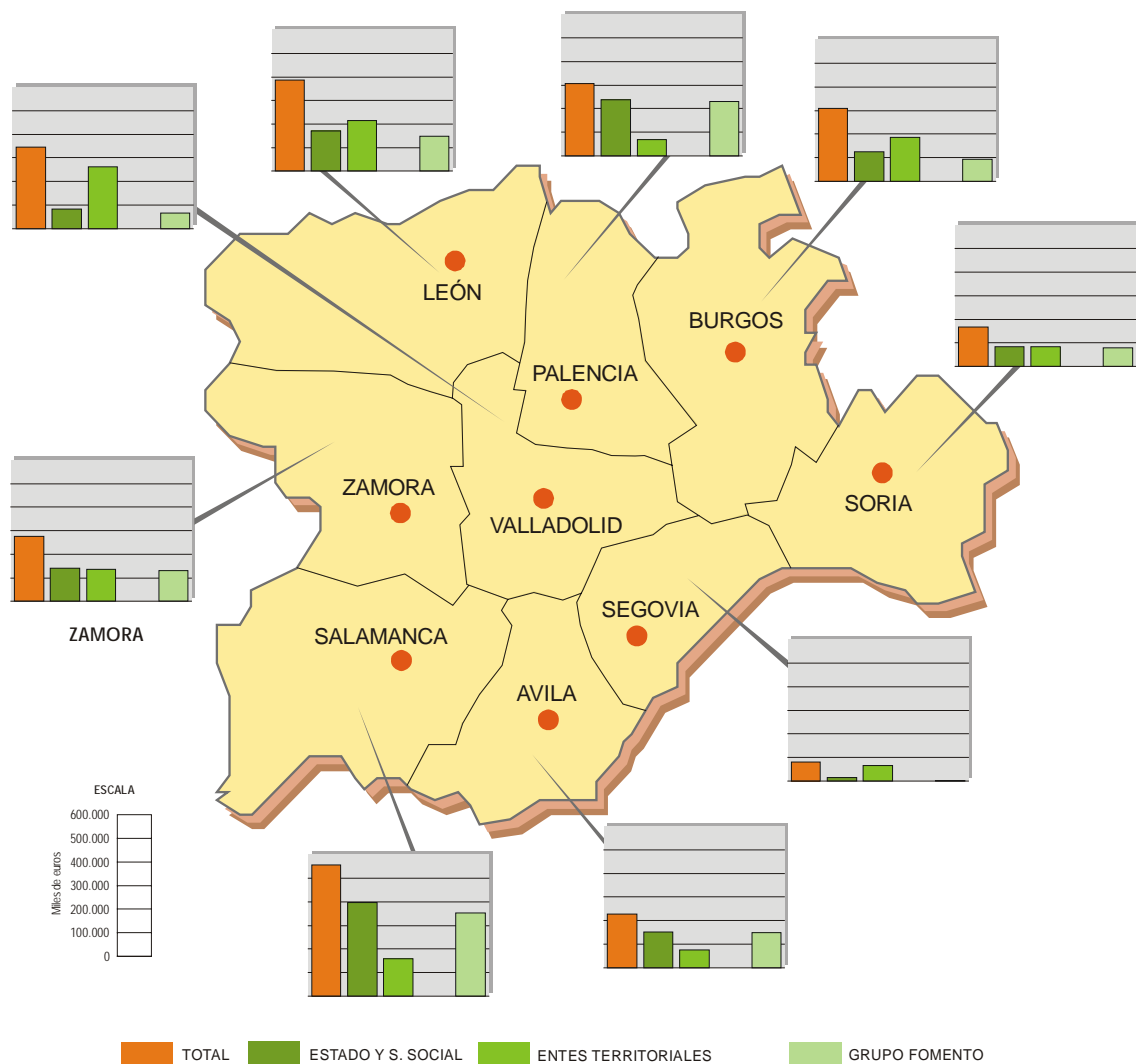 LEÓN
BURGOS
PALENCIA
ZAMORA
VALLADOLID
SORIA
SEGOVIA
SALAMANCA
AVILA
ZAMORA
ESCALA
600.000
500.000
400.000
300.000
200.000
100.000
0
Miles de euros
TOTAL ESTADO Y S. SOCIAL ENTES TERRITORIALES GRUPO FOMENTO